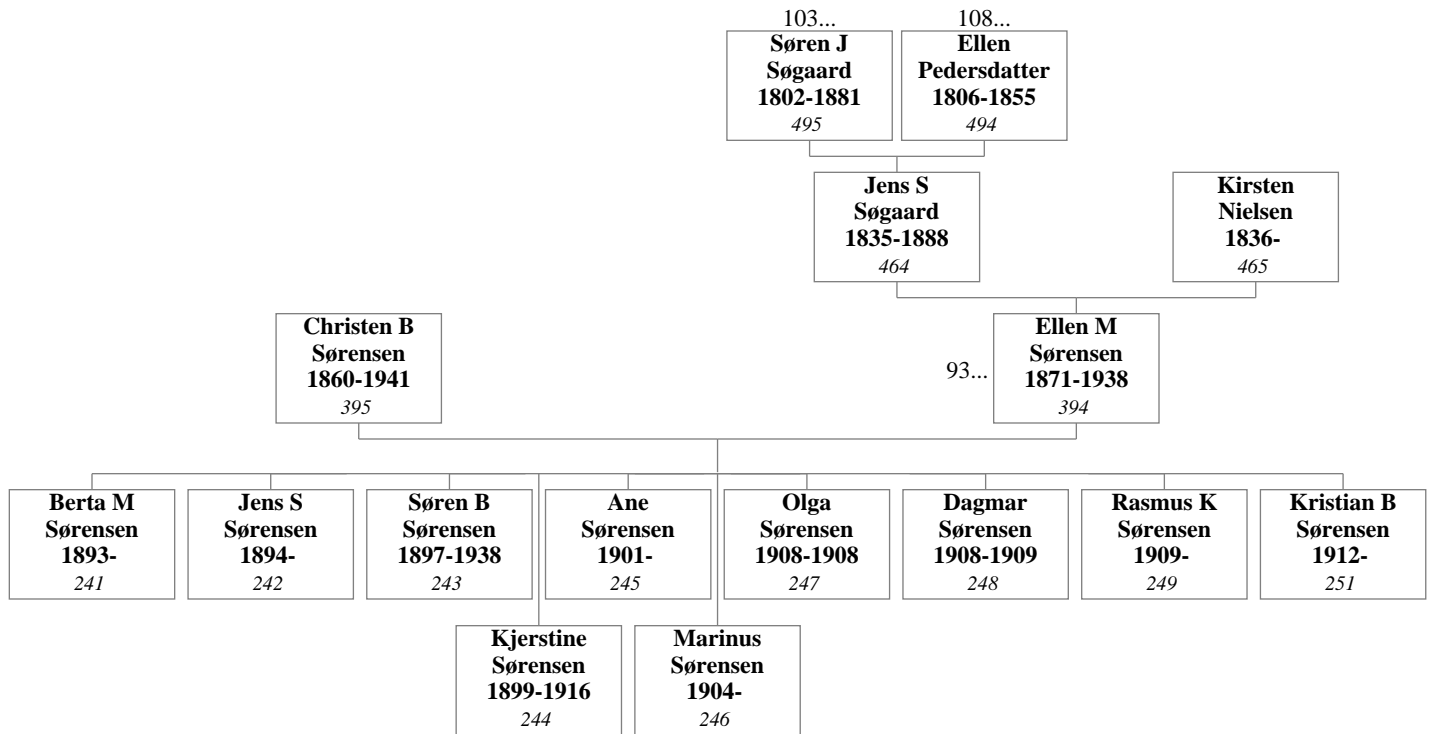 103...
108...
Søren J
Søgaard
1802-1881
495
Ellen
Pedersdatter
1806-1855
494
Jens S
Søgaard
1835-1888
464
Kirsten
Nielsen
1836-
465
Christen B
Sørensen
1860-1941
395
93...
Ellen M
Sørensen
1871-1938
394
Berta M
Sørensen
1893-
241
Jens S
Sørensen
1894-
242
Søren B
Sørensen
1897-1938
243
Ane
Sørensen
1901-
245
Olga
Sørensen
1908-1908
247
Dagmar
Sørensen
1908-1909
248
Rasmus K
Sørensen
1909-
249
Kristian B
Sørensen
1912-
251
Kjerstine
Sørensen
1899-1916
244
Marinus
Sørensen
1904-
246